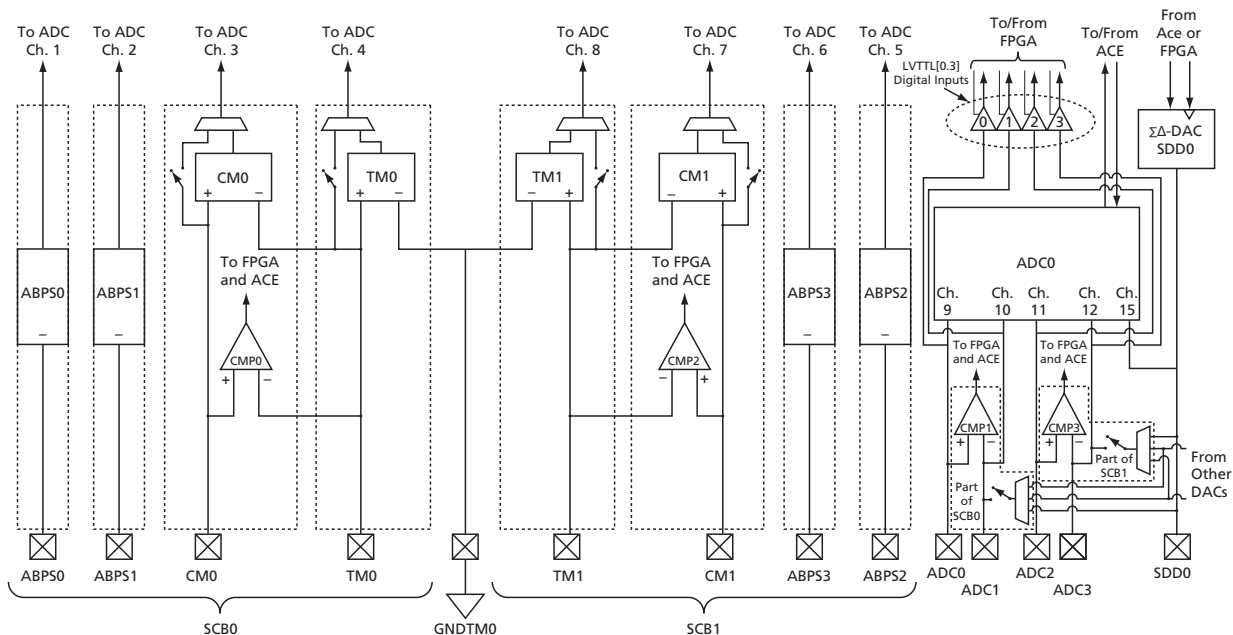 To ADC
Ch. 1
To ADC
Ch. 2
To ADC
Ch. 3
To ADC
Ch. 4
To ADC
Ch. 8
To ADC
Ch. 7
To ADC
Ch. 6
To ADC
Ch. 5
To/From
FPGA
To/From
ACE
From
Ace or
FPGA
LVTTL[0.3]
Digital Inputs
0
1
2
3
ΣΔ-DAC
SDD0
CM0
+
−
TM0
+
−
TM1
−
+
CM1
−
+
ABPS0
−
ABPS1
−
To FPGA
and ACE
CMP0
+
−
To FPGA
and ACE
CMP2
−
+
ABPS3
−
ABPS2
−
ADC0
Ch.
9
Ch.
10
Ch.
11
Ch.
12
Ch.
15
To FPGA
and ACE
To FPGA
and ACE
CMP1
+
−
CMP3
+
−
Part of
SCB1
Part
of
SCB0
From
Other
DACs
ABPS0
ABPS1
CM0
TM0
TM1
CM1
ABPS3
ABPS2
ADC0
ADC1
ADC2
ADC3
SDD0
SCB0
GNDTM0
SCB1